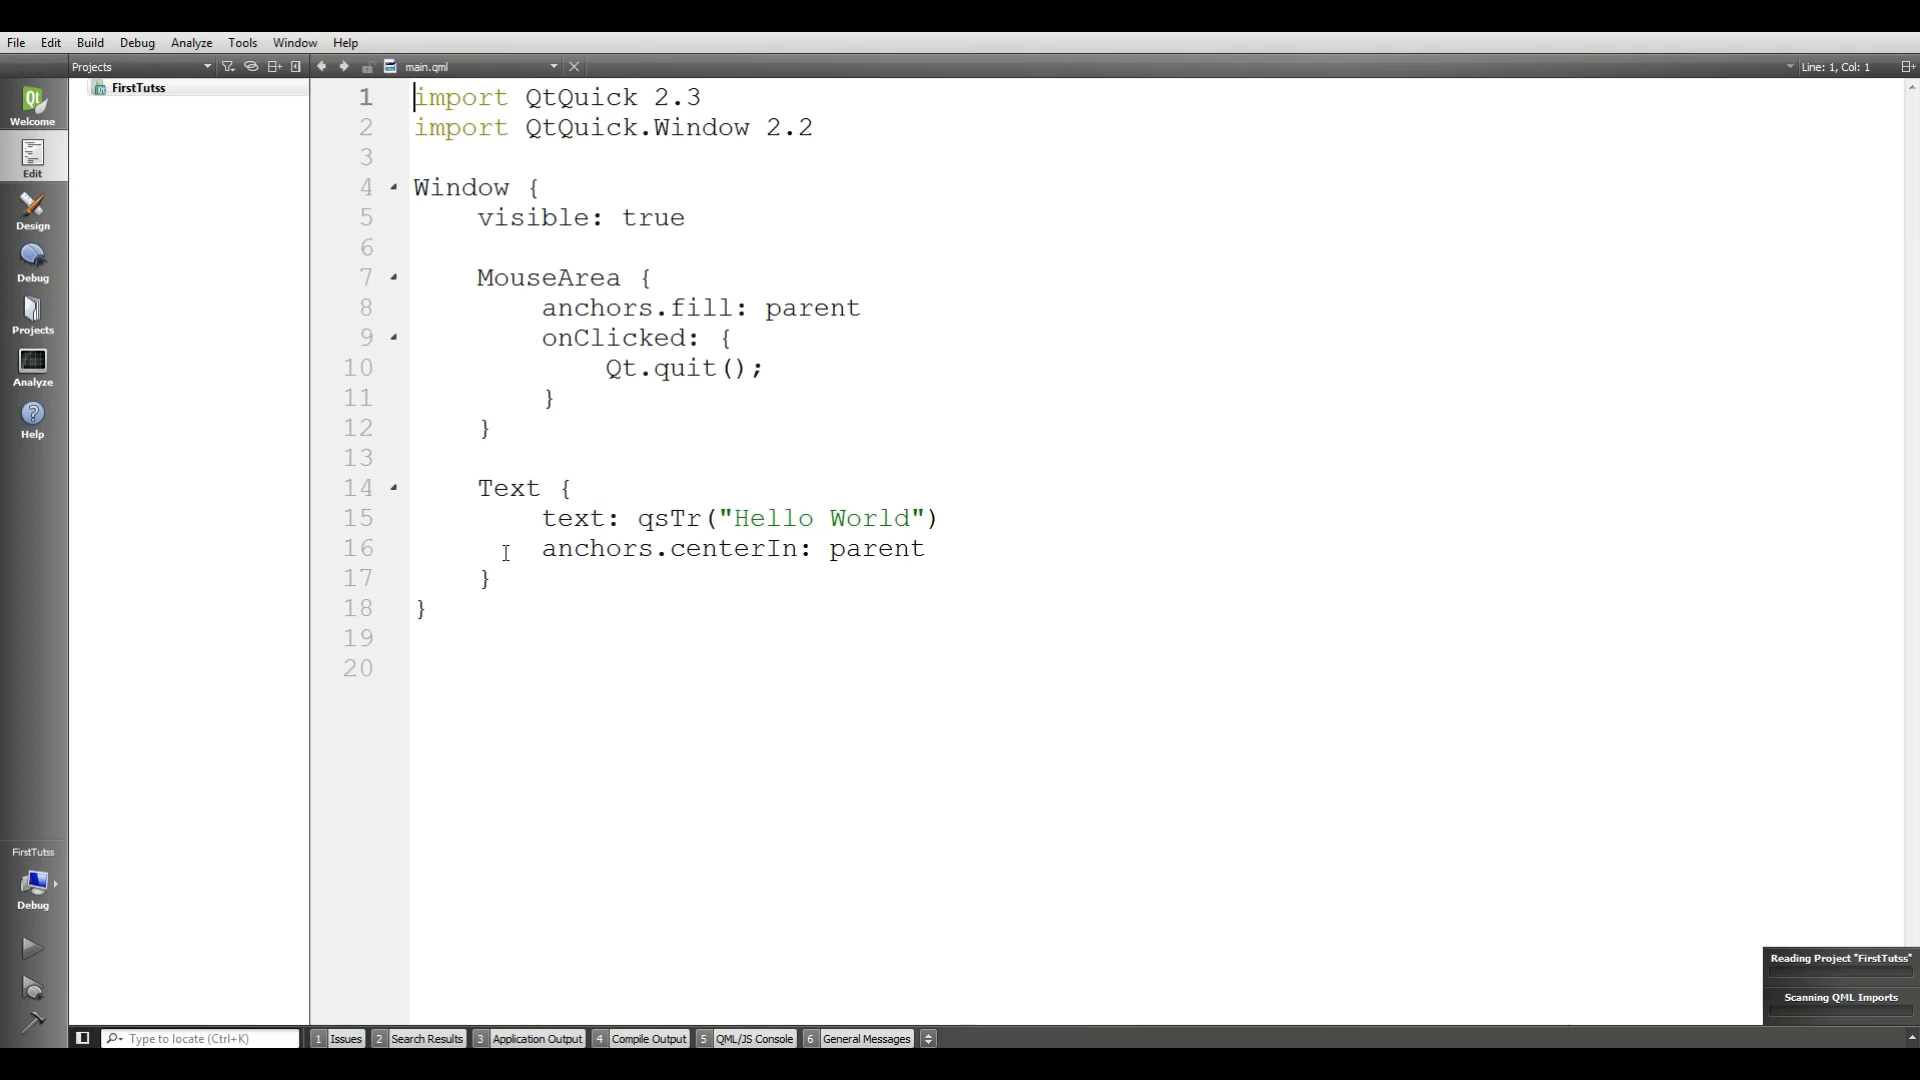 File Edit Build Debug Analyze Tools Window Help
Projects main.qml Line: 1, Col: 1
FirstTutss
Qt
Welcome
Edit
Design
Debug
Projects
Analyze
Help
FirstTutss
Debug
1 import QtQuick 2.3
2 import QtQuick.Window 2.2
3
4 Window {
5 visible: true
6
7 MouseArea {
8 anchors.fill: parent
9 onClicked: {
10 Qt.quit();
11 }
12 }
13
14 Text {
15 text: qsTr("Hello World")
16 anchors.centerIn: parent
17 }
18 }
19
20
Reading Project "FirstTutss"
Scanning QML Imports
Type to locate (Ctrl+K) 1 Issues 2 Search Results 3 Application Output 4 Compile Output 5 QML/JS Console 6 General Messages